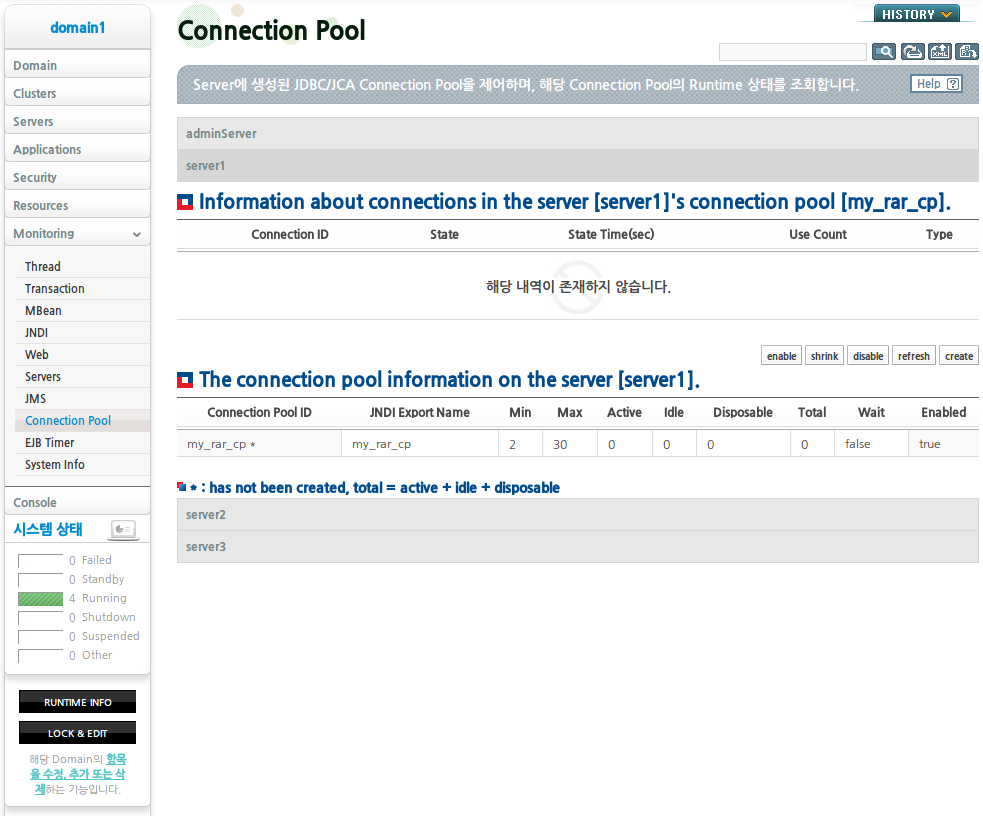 domain1
Domain
Clusters
Servers
Applications
Security
Resources
Monitoring
Thread
Transaction
MBean
JNDI
Web
Servers
JMS
Connection Pool
EJB Timer
System Info
Console
시스템 상태
0 Failed
0 Standby
4 Running
0 Shutdown
0 Suspended
0 Other
RUNTIME INFO
LOCK & EDIT
해당 Domain의 항목
을 수정, 추가 또는 삭
제하는 기능입니다.
HISTORY
Connection Pool
XML
Server에 생성된 JDBC/JCA Connection Pool을 제어하며, 해당 Connection Pool의 Runtime 상태를 조회합니다.
Help ?
adminServer
server1
Information about connections in the server [server1]'s connection pool [my_rar_cp].
Connection ID State State Time(sec) Use Count Type
해당 내역이 존재하지 않습니다.
enable shrink disable refresh create
The connection pool information on the server [server1].
Connection Pool ID JNDI Export Name Min Max Active Idle Disposable Total Wait Enabled
my_rar_cp * my_rar_cp 2 30 0 0 0 0 false true
* : has not been created, total = active + idle + disposable
server2
server3